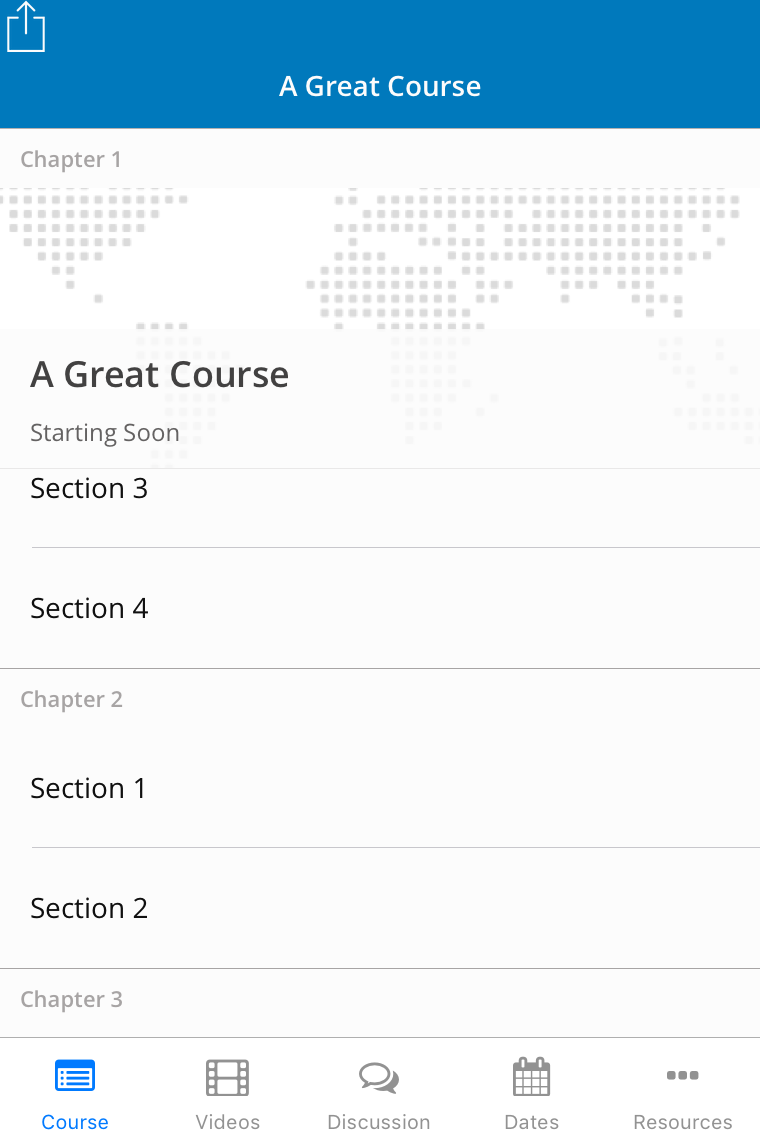 A Great Course
Chapter 1
A Great Course
Starting Soon
Section 3
Section 4
Chapter 2
Section 1
Section 2
Chapter 3
Course
Videos
Discussion
Dates
Resources